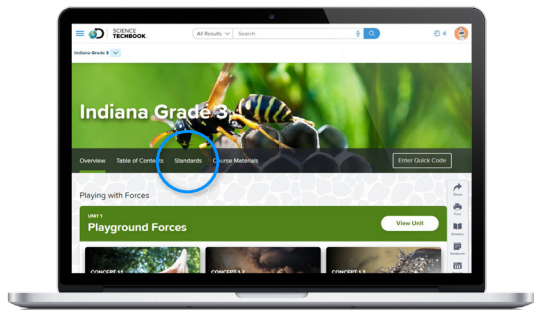 SCIENCE
TECHBOOK
All Results Search
6
Indiana Grade 3
Indiana Grade 3
Overview Table of Contents Standards Course Materials Enter Quick Code
Playing with Forces
Share
Print
UNIT 1
Playground Forces
View Unit
CONCEPT 1.1 CONCEPT 1.2 CONCEPT 1.3